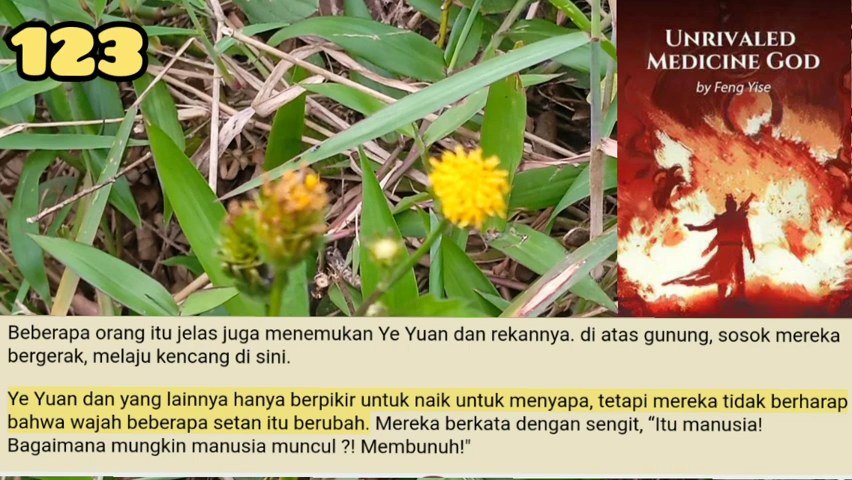 123
UNRIVALED
MEDICINE GOD
by Feng Yise
Beberapa orang itu jelas juga menemukan Ye Yuan dan rekannya. di atas gunung, sosok mereka
bergerak, melaju kencang di sini.
Ye Yuan dan yang lainnya hanya berpikir untuk naik untuk menyapa, tetapi mereka tidak berharap
bahwa wajah beberapa setan itu berubah. Mereka berkata dengan sengit, “Itu manusia!
Bagaimana mungkin manusia muncul ?! Membunuh!"